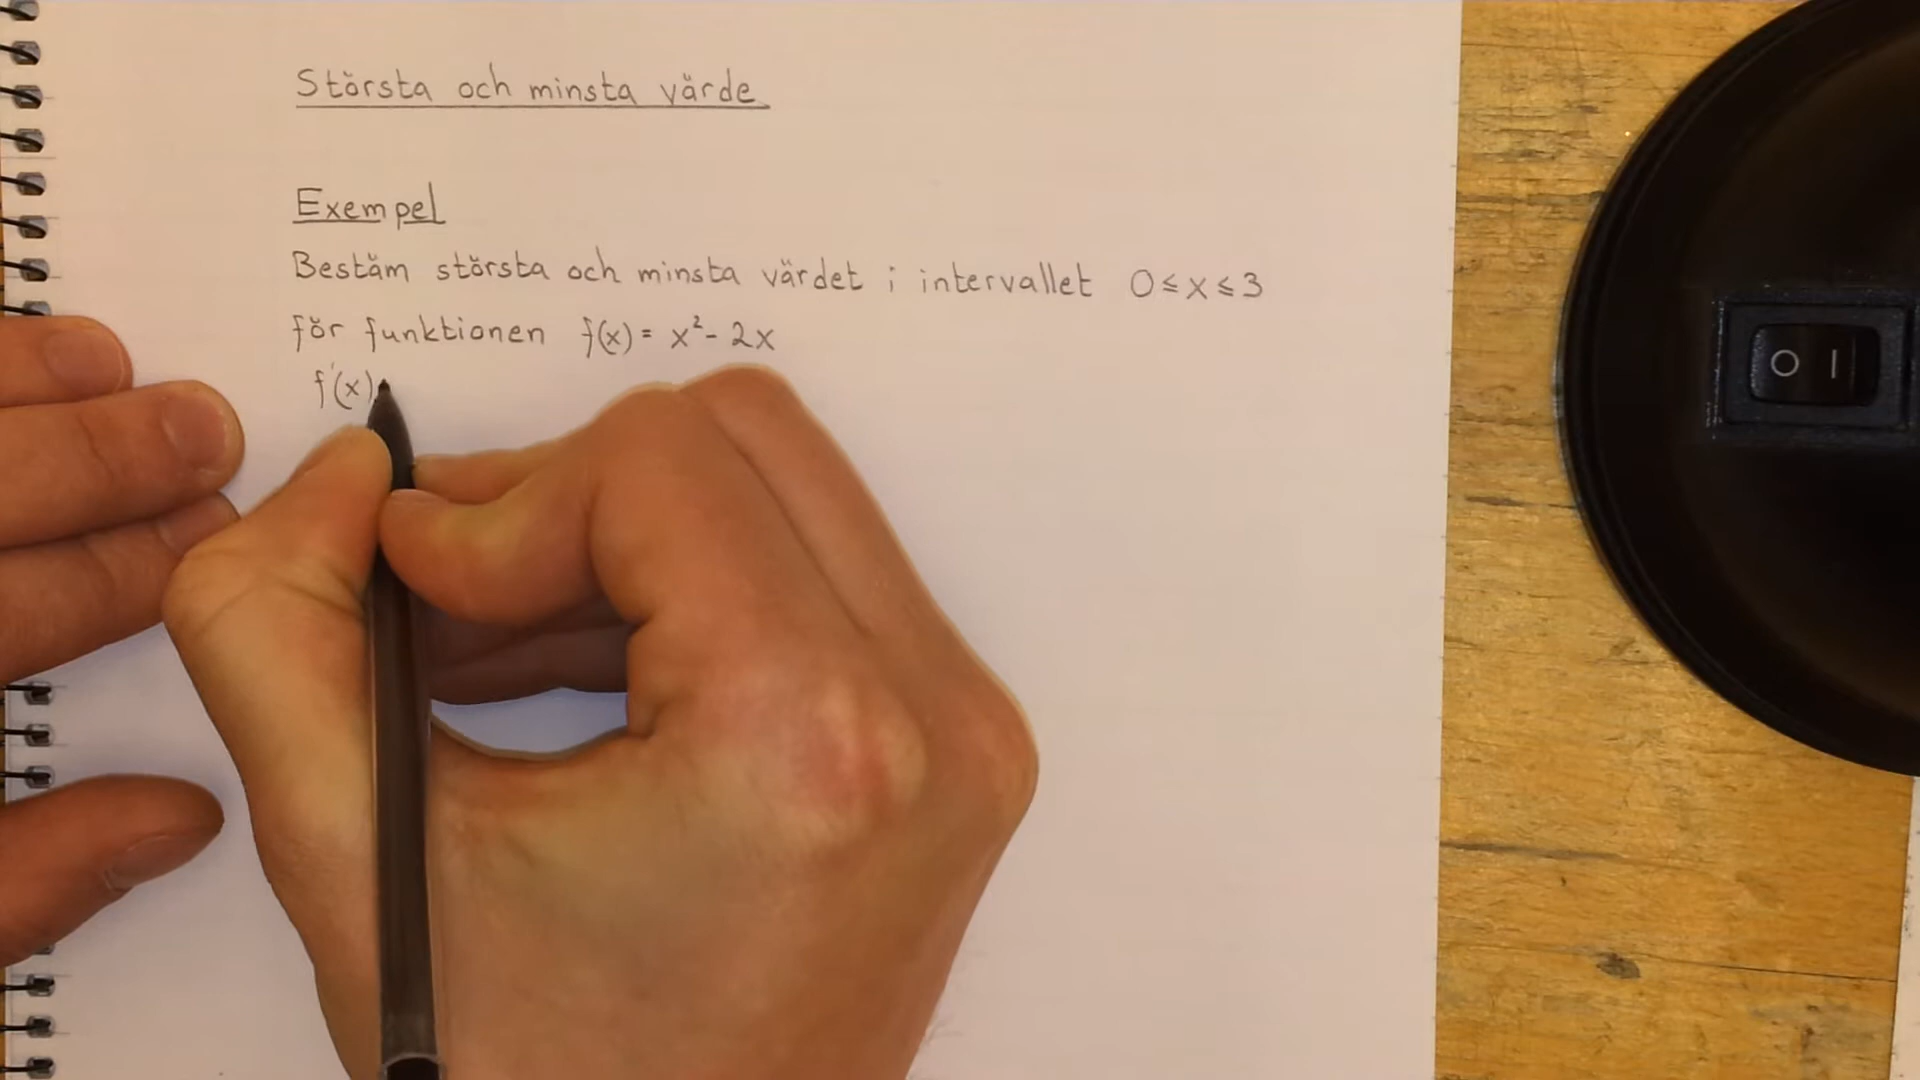 Största och minsta värde
Exempel
Bestäm största och minsta värdet i intervallet 0≤x≤3
för funktionen f(x) = x² - 2x
f'(x)
O I